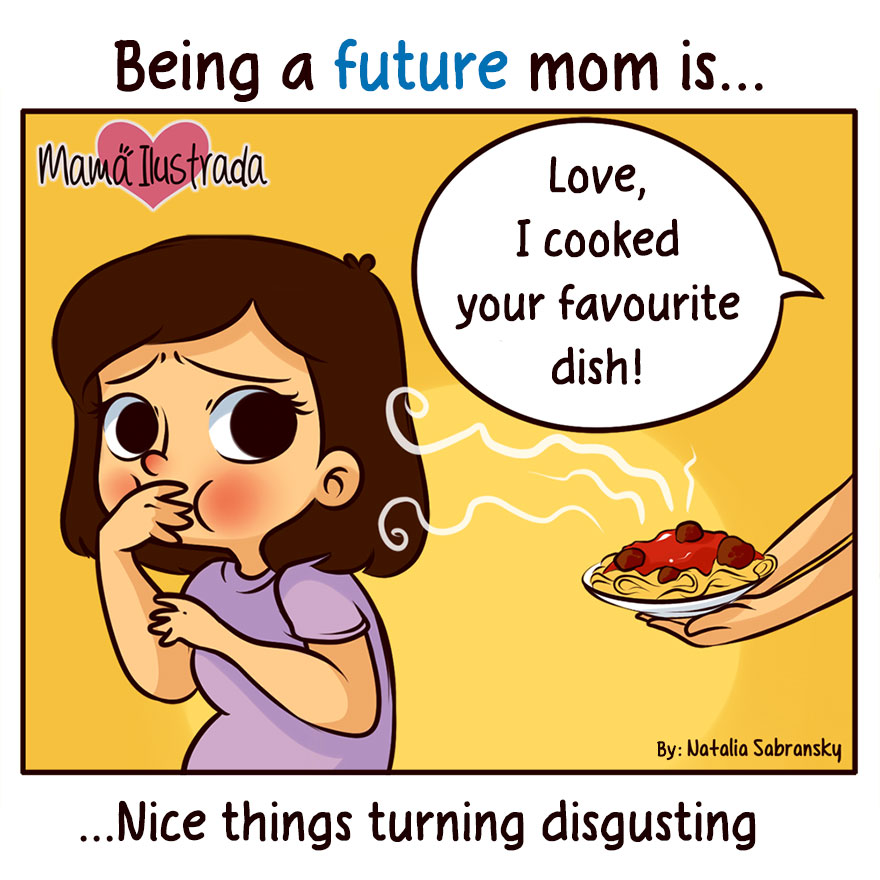 Being a future mom is...
Mamá Ilustrada
Love,
I cooked
your favourite
dish!
By: Natalia Sabransky
...Nice things turning disgusting